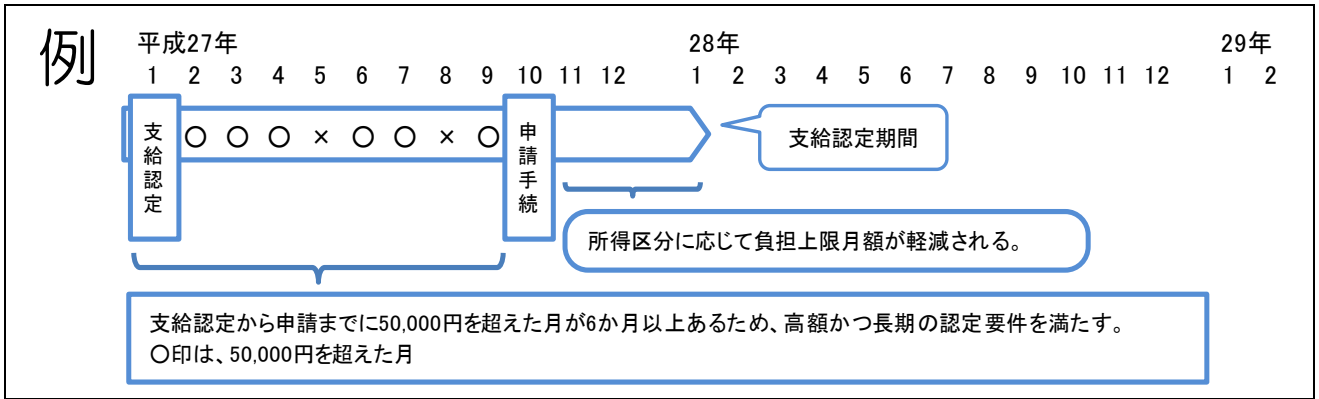 例
平成27年 28年 29年
1 2 3 4 5 6 7 8 9 10 11 12 1 2 3 4 5 6 7 8 9 10 11 12 1 2
支給認定
〇 〇 〇 × 〇 〇 × 〇
申請手続
支給認定期間
所得区分に応じて負担上限月額が軽減される。
支給認定から申請までに50,000円を超えた月が6か月以上あるため、高額かつ長期の認定要件を満たす。
〇印は、50,000円を超えた月